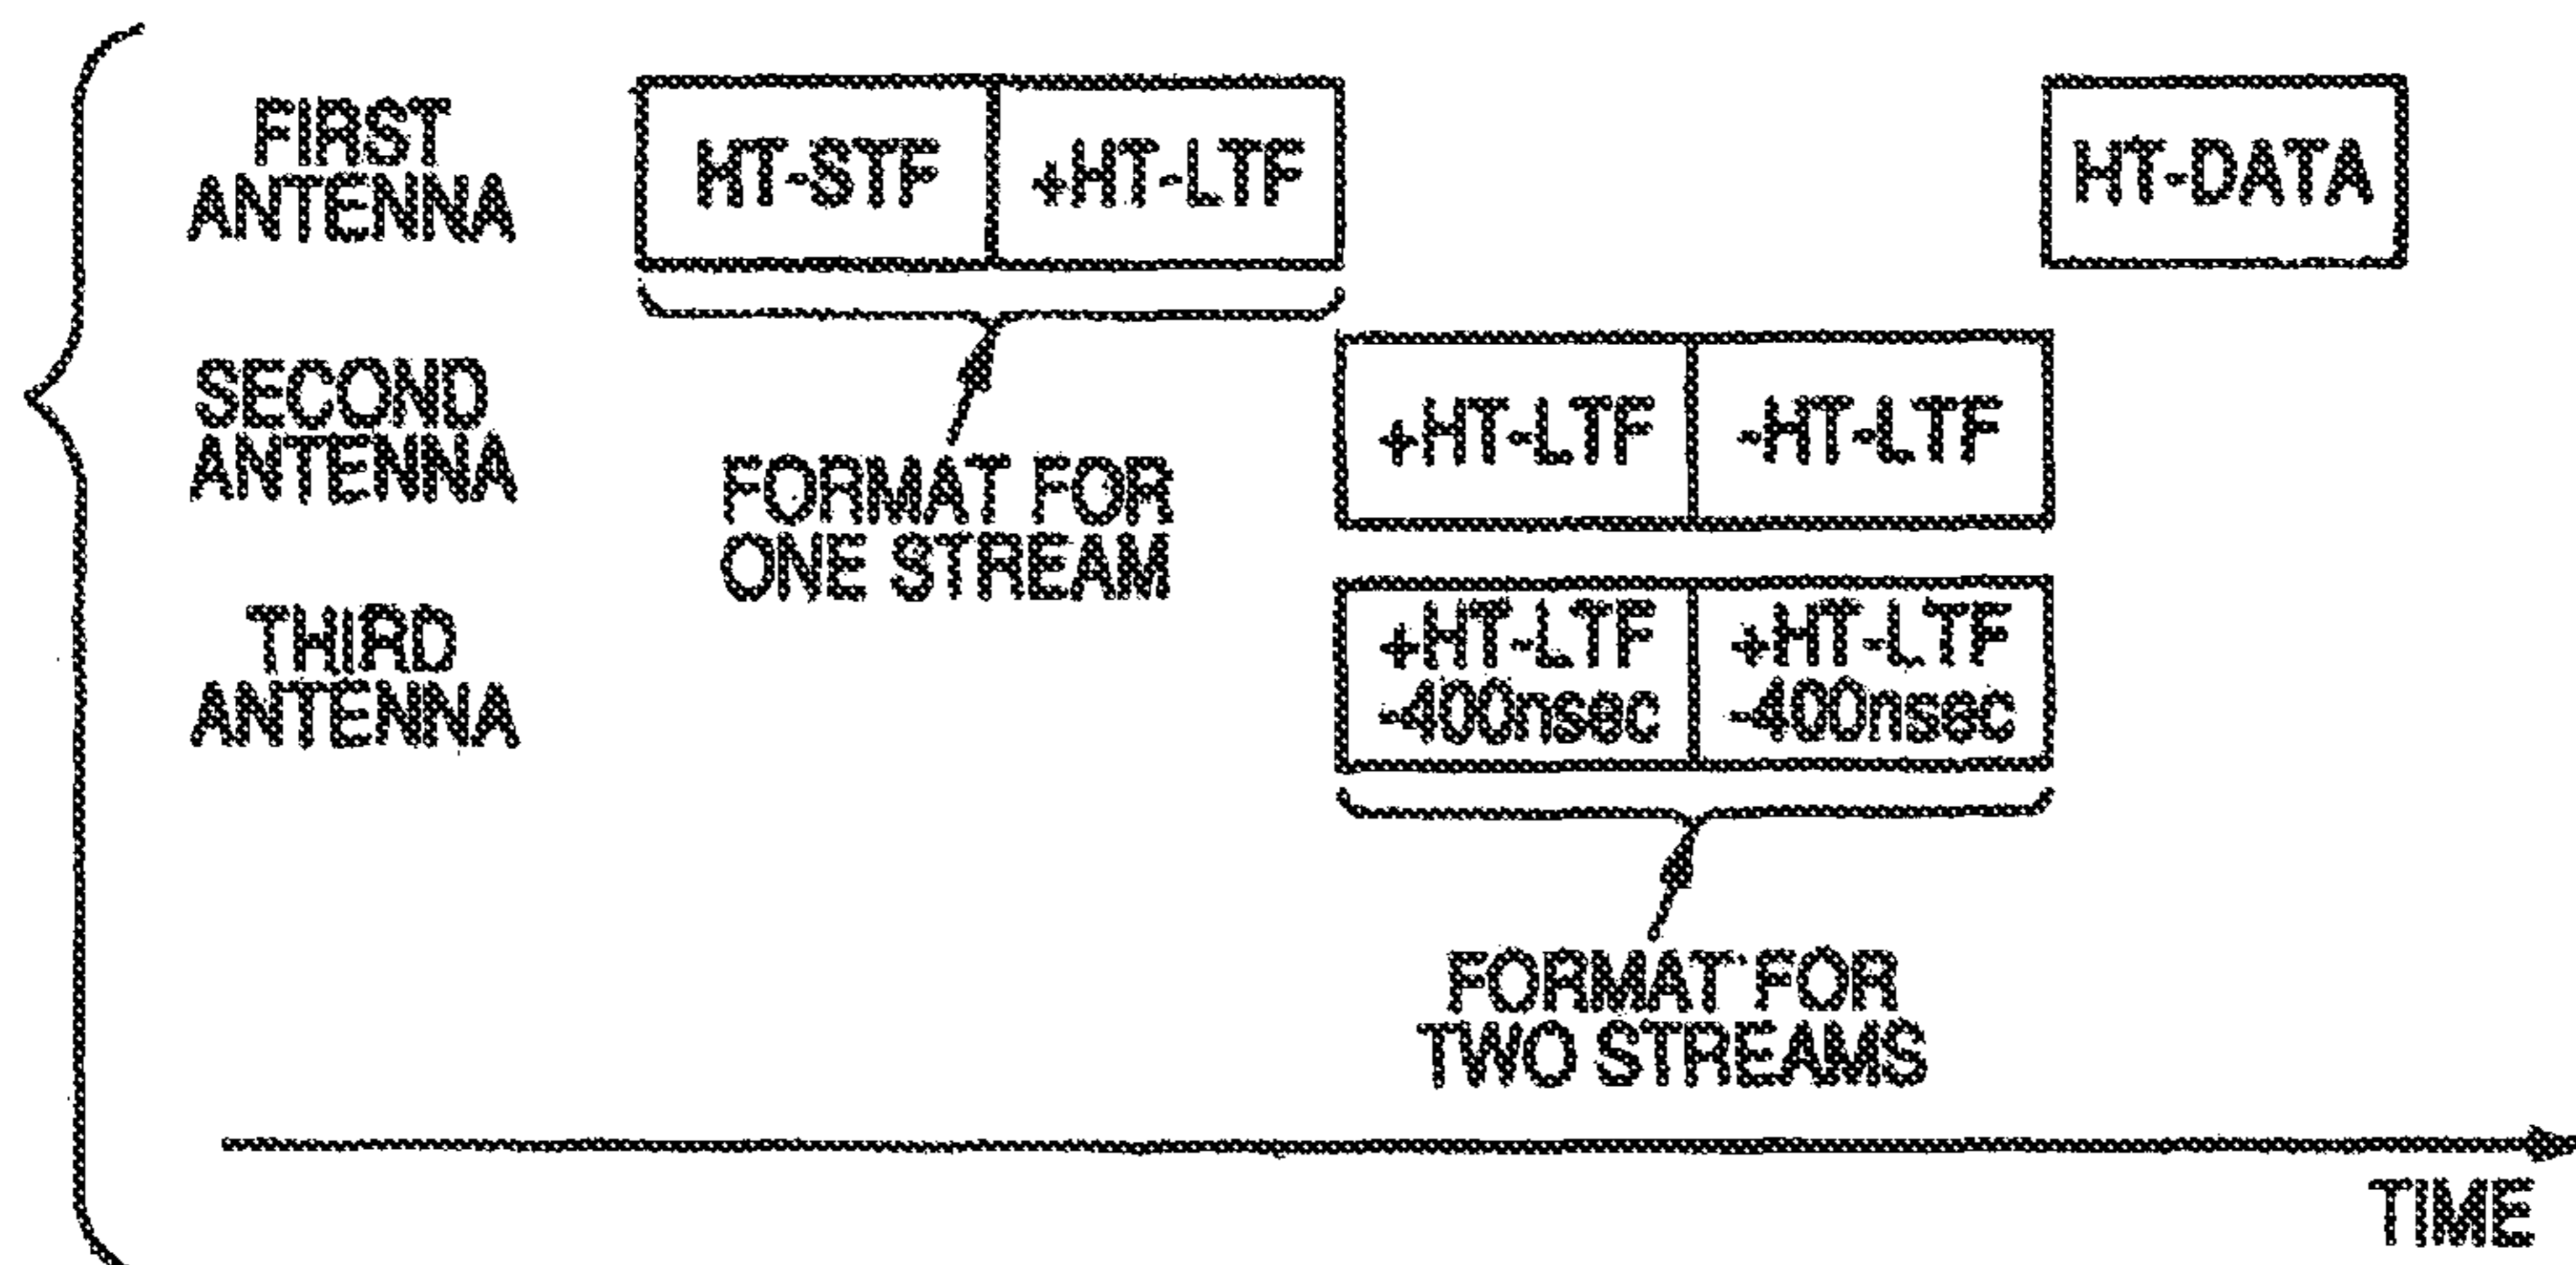 FIRST
ANTENNA
HT-STF
+HT-LTF
HT-DATA
SECOND
ANTENNA
+HT-LTF
-HT-LTF
FORMAT FOR
ONE STREAM
THIRD
ANTENNA
+HT-LTF
-400nsec
+HT-LTF
-400nsec
FORMAT FOR
TWO STREAMS
TIME